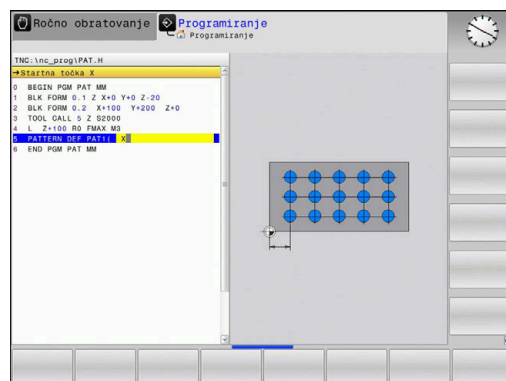 Ročno obratovanje
Programiranje
Programiranje
TNC:\nc_prog\PAT.H
→Startna točka X
0 BEGIN PGM PAT MM
1 BLK FORM 0.1 Z X+0 Y+0 Z-20
2 BLK FORM 0.2 X+100 Y+200 Z+0
3 TOOL CALL 5 Z S2000
4 L Z+100 R0 FMAX M3
5 PATTERN DEF PAT1( X
6 END PGM PAT MM